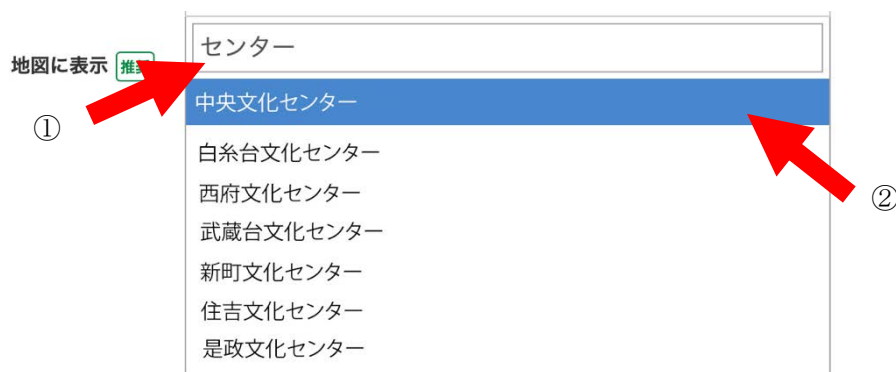 センター
地図に表示
①
中央文化センター
白糸台文化センター
②
西府文化センター
武蔵台文化センター
新町文化センター
住吉文化センター
是政文化センター